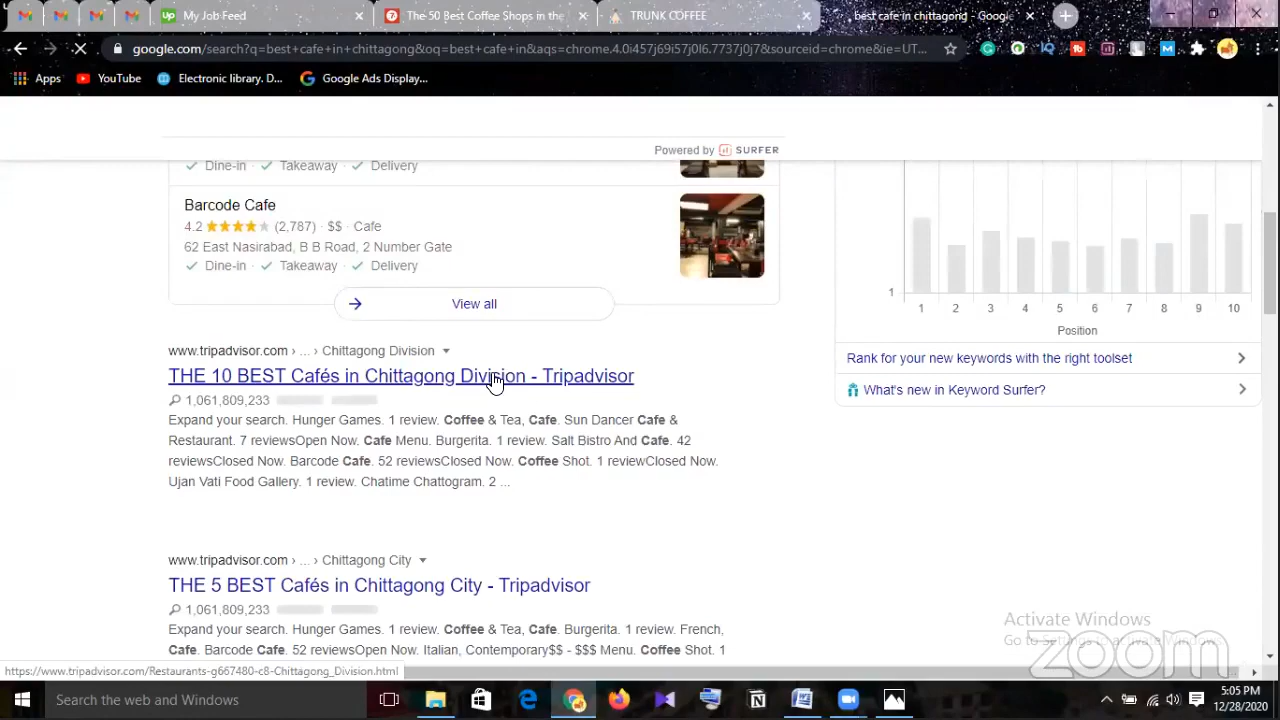 My Job Feed
The 50 Best Coffee Shops in the
TRUNK COFFEE
best cafe in chittagong - Google
google.com/search?q=best+cafe+in+chittagong&oq=best+cafe+in&aqs=chrome.4.0i457j69i57j0l6.7737j0j7&sourceid=chrome&ie=UT...
Apps
YouTube
Electronic library. D...
Google Ads Display...
Powered by SURFER
Dine-in · Takeaway · Delivery
Barcode Cafe
4.2 (2,787) · $$ · Cafe
62 East Nasirabad, B B Road, 2 Number Gate
Dine-in · Takeaway · Delivery
View all
www.tripadvisor.com › ... › Chittagong Division
THE 10 BEST Cafés in Chittagong Division - Tripadvisor
1,061,809,233
Expand your search. Hunger Games. 1 review. Coffee & Tea, Cafe. Sun Dancer Cafe &
Restaurant. 7 reviewsOpen Now. Cafe Menu. Burgerita. 1 review. Salt Bistro And Cafe. 42
reviewsClosed Now. Barcode Cafe. 52 reviewsClosed Now. Coffee Shot. 1 reviewClosed Now.
Ujan Vati Food Gallery. 1 review. Chatime Chattogram. 2 ...
www.tripadvisor.com › ... › Chittagong City
THE 5 BEST Cafés in Chittagong City - Tripadvisor
1,061,809,233
Expand your search. Hunger Games. 1 review. Coffee & Tea, Cafe. Burgerita. 1 review. French,
Cafe. Barcode Cafe. 52 reviewsOpen Now. Italian, Contemporary$$ - $$$ Menu. Coffee Shot. 1
1
1 2 3 4 5 6 7 8 9 10
Position
Rank for your new keywords with the right toolset
What's new in Keyword Surfer?
Activate Windows
Go to Settings to activate Windows.
zoom
https://www.tripadvisor.com/Restaurants-g667480-c8-Chittagong_Division.html
Search the web and Windows
5:05 PM
12/28/2020